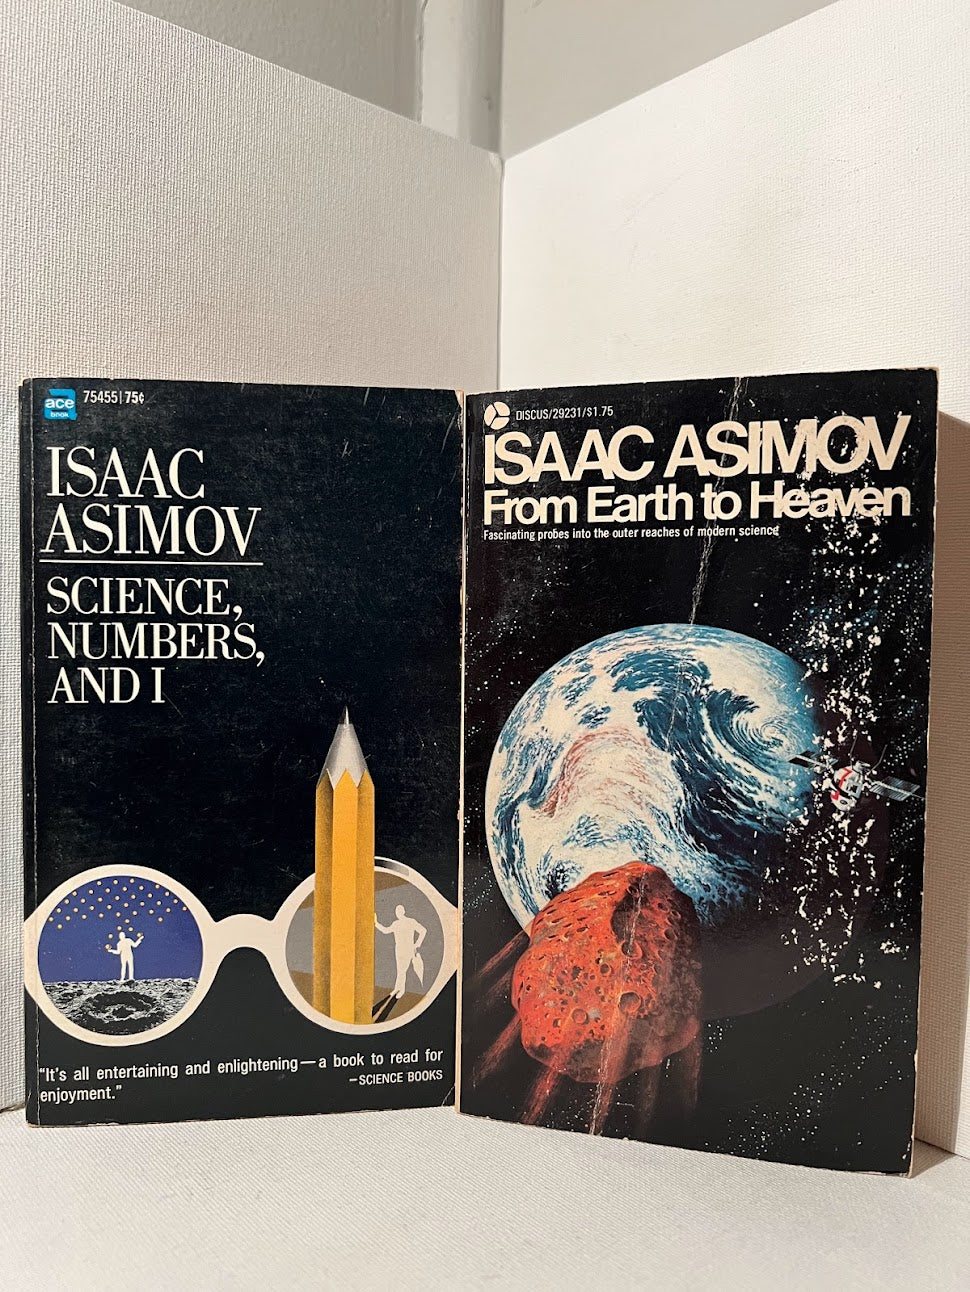 ace
book
75455 | 75¢
ISAAC
ASIMOV
SCIENCE,
NUMBERS,
AND I
"It's all entertaining and enlightening—a book to read for
enjoyment."
—SCIENCE BOOKS
DISCUS/29231/$1.75
ISAAC ASIMOV
From Earth to Heaven
Fascinating probes into the outer reaches of modern science